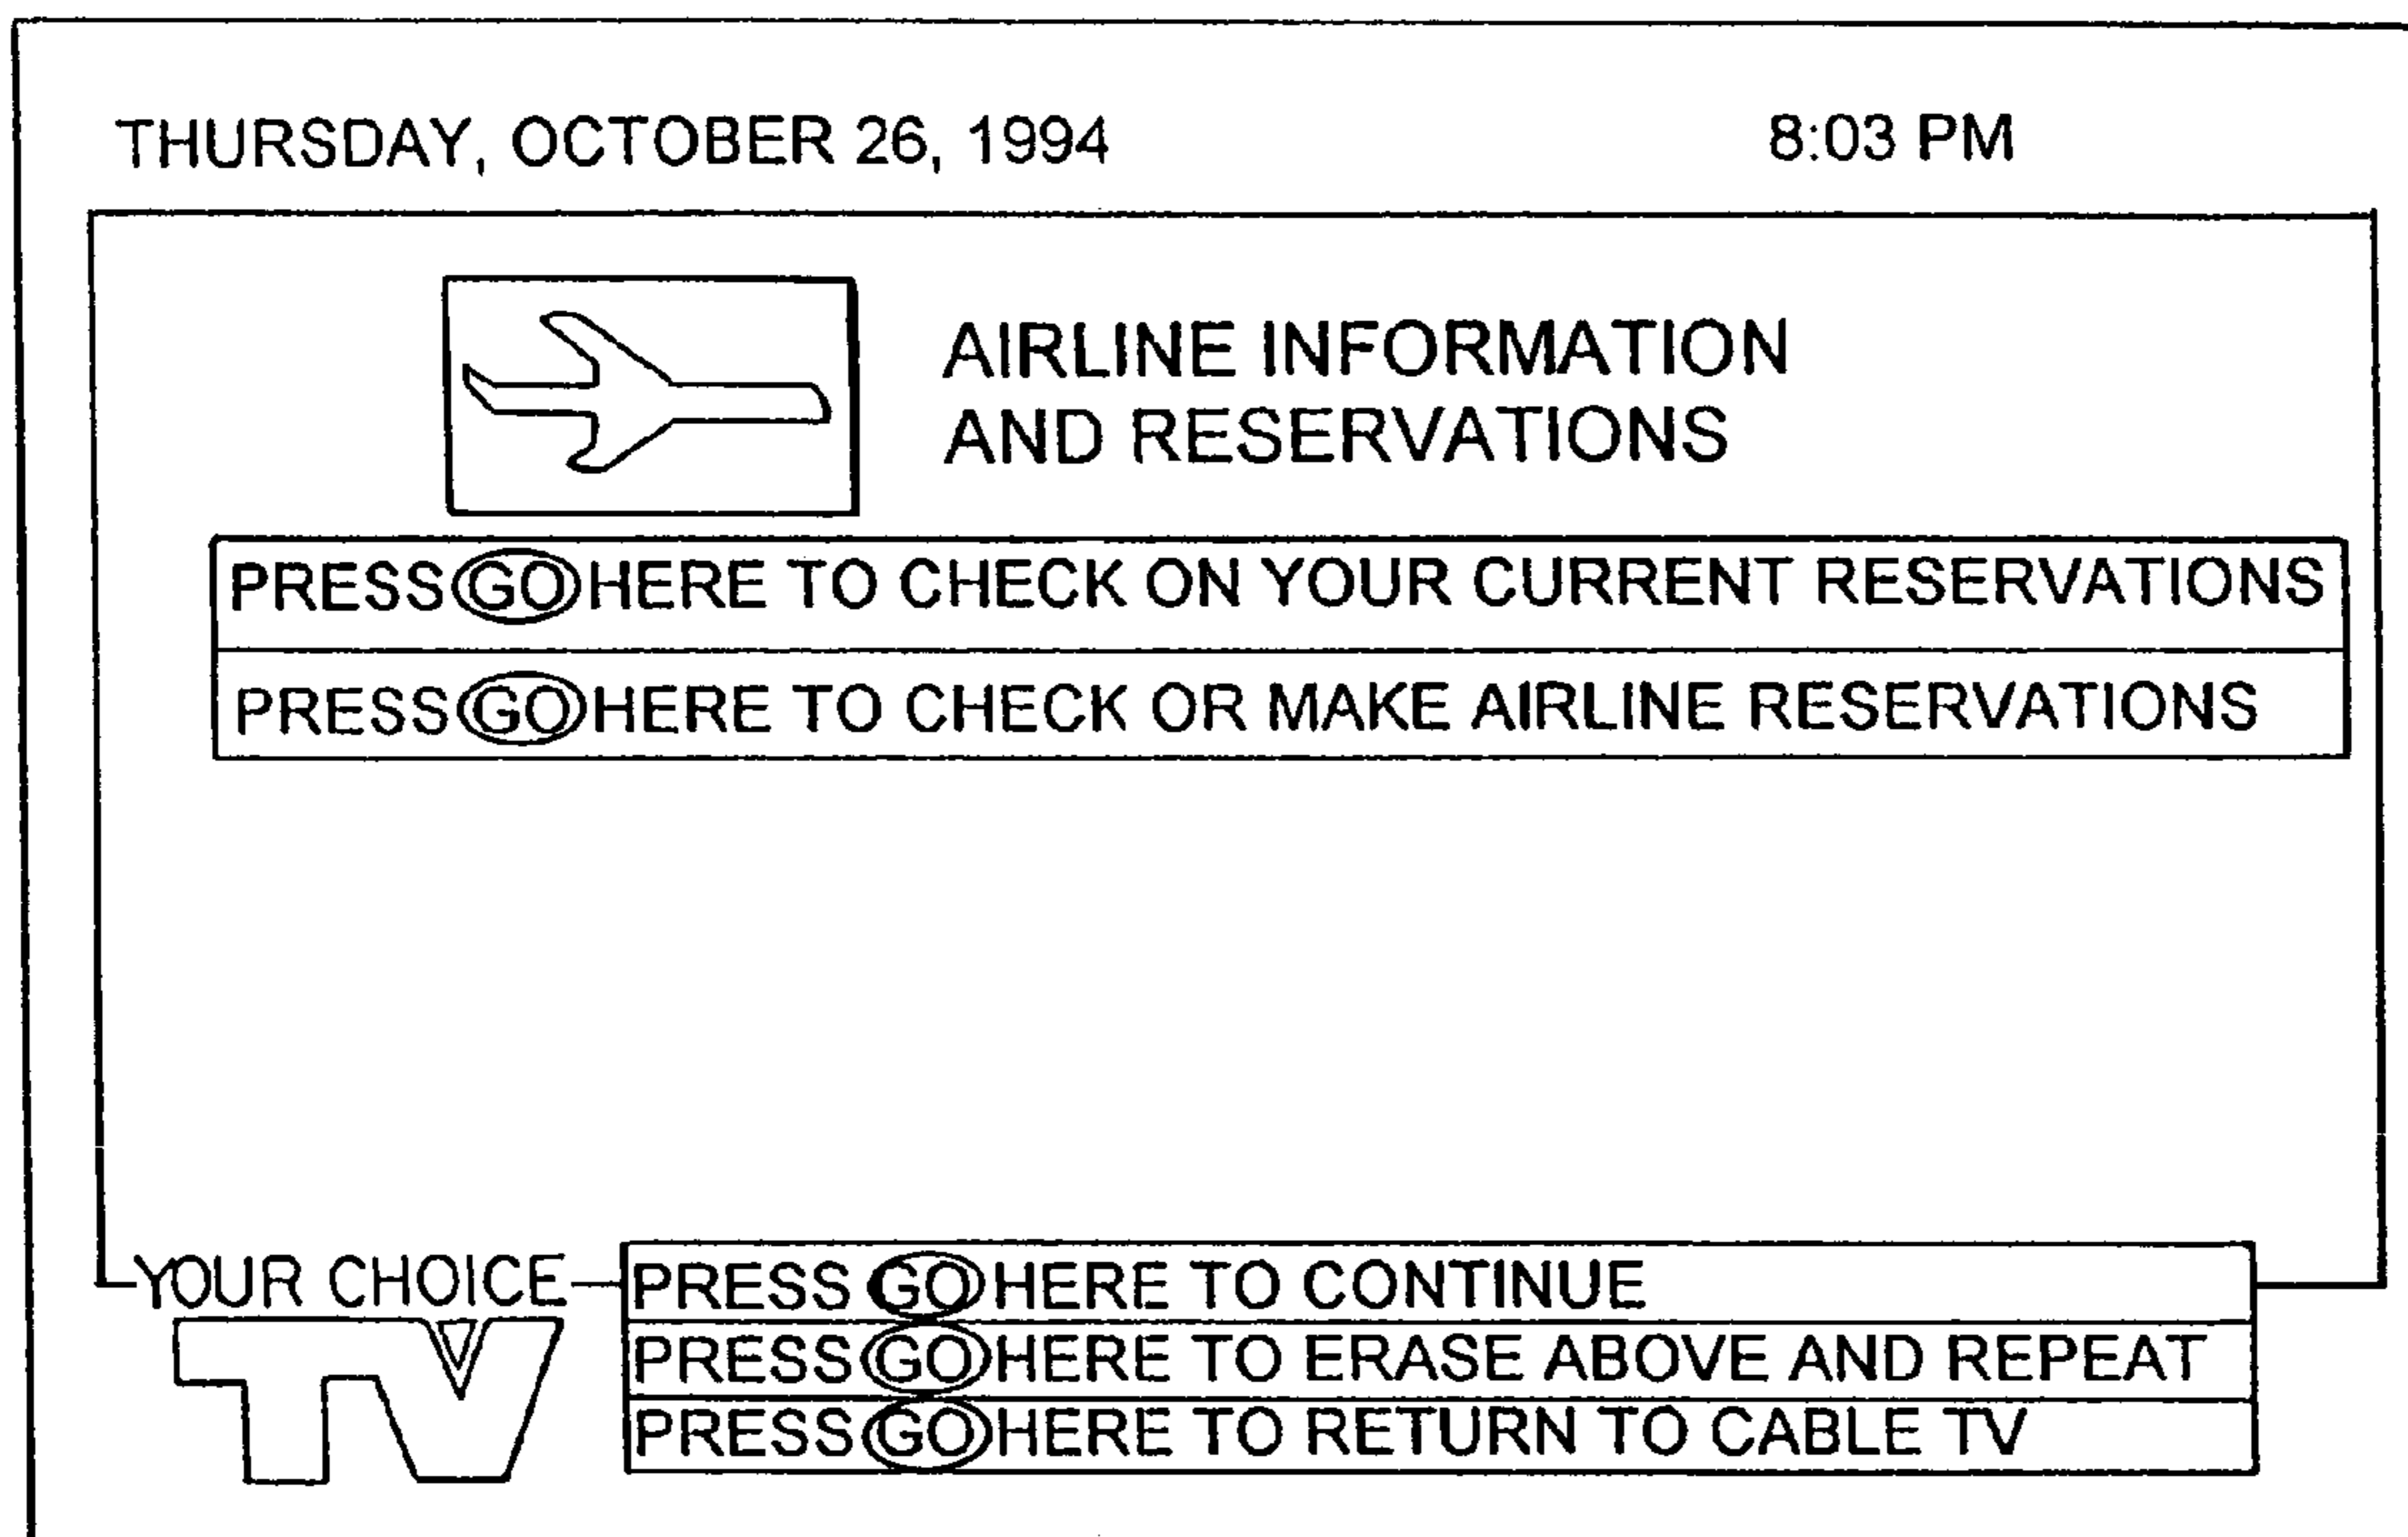 THURSDAY, OCTOBER 26, 1994 8:03 PM
AIRLINE INFORMATION
AND RESERVATIONS
PRESS GO HERE TO CHECK ON YOUR CURRENT RESERVATIONS
PRESS GO HERE TO CHECK OR MAKE AIRLINE RESERVATIONS
YOUR CHOICE PRESS GO HERE TO CONTINUE
TV PRESS GO HERE TO ERASE ABOVE AND REPEAT
PRESS GO HERE TO RETURN TO CABLE TV